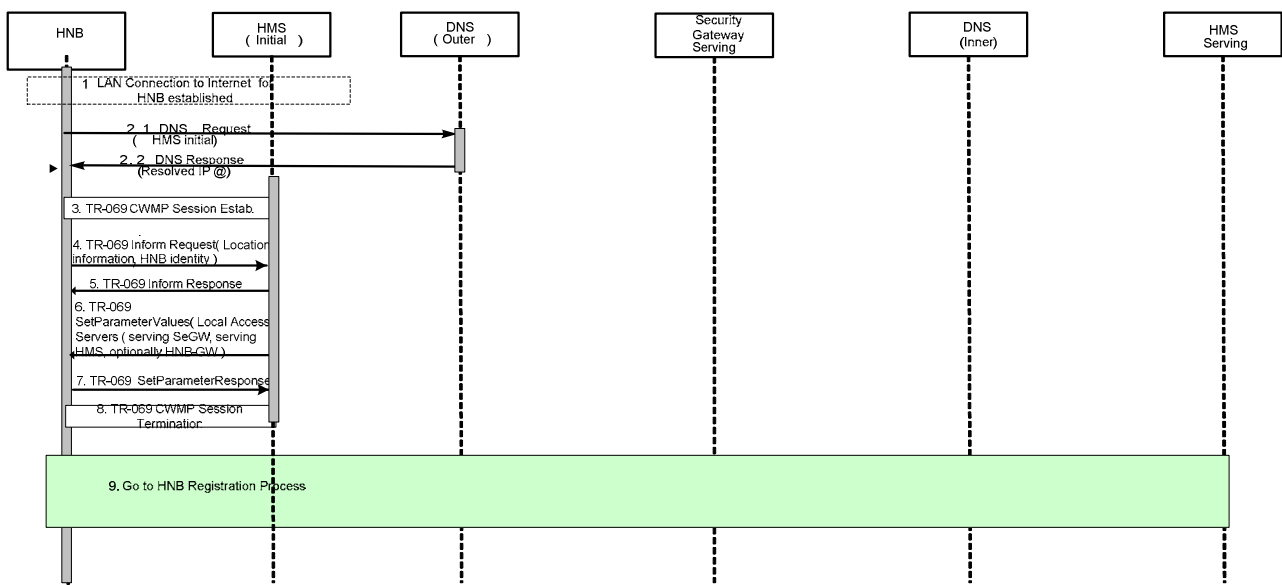 HNB
HMS
( Initial )
DNS
( Outer )
Security
Gateway
Serving
DNS
(Inner)
HMS
Serving
1 LAN Connection to Internet for
HNB established
2. 1 DNS Request
( HMS initial)
2. 2 DNS Response
(Resolved IP @)
3. TR-069 CWMP Session Estab.
4. TR-069 Inform Request( Location
information, HNB identity )
5. TR-069 Inform Response
6. TR-069
SetParameterValues( Local Access
Servers ( serving SeGW, serving
HMS, optionally HNB-GW )
7. TR-069 SetParameterResponse
8. TR-069 CWMP Session
Termination
9. Go to HNB Registration Process